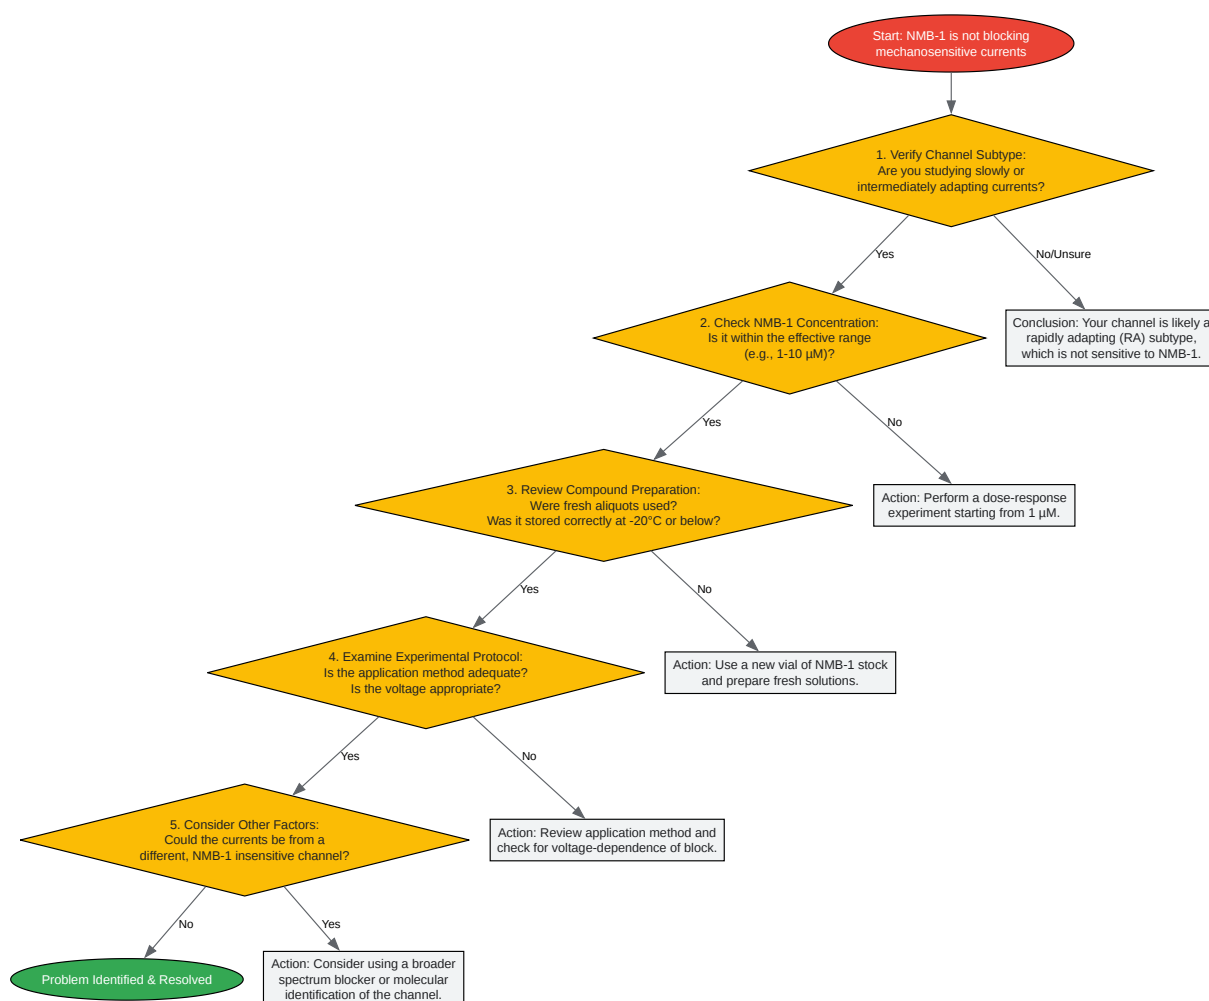 Start: NMB-1 is not blocking
mechanosensitive currents
1. Verify Channel Subtype:
Are you studying slowly or
intermediately adapting currents?
Yes
No/Unsure
2. Check NMB-1 Concentration:
Is it within the effective range
(e.g., 1-10 µM)?
Conclusion: Your channel is likely a
rapidly adapting (RA) subtype,
which is not sensitive to NMB-1.
Yes
No
3. Review Compound Preparation:
Were fresh aliquots used?
Was it stored correctly at -20°C or below?
Action: Perform a dose-response
experiment starting from 1 µM.
Yes
No
4. Examine Experimental Protocol:
Is the application method adequate?
Is the voltage appropriate?
Action: Use a new vial of NMB-1 stock
and prepare fresh solutions.
Yes
No
5. Consider Other Factors:
Could the currents be from a
different, NMB-1 insensitive channel?
Action: Review application method and
check for voltage-dependence of block.
No
Yes
Problem Identified & Resolved
Action: Consider using a broader
spectrum blocker or molecular
identification of the channel.